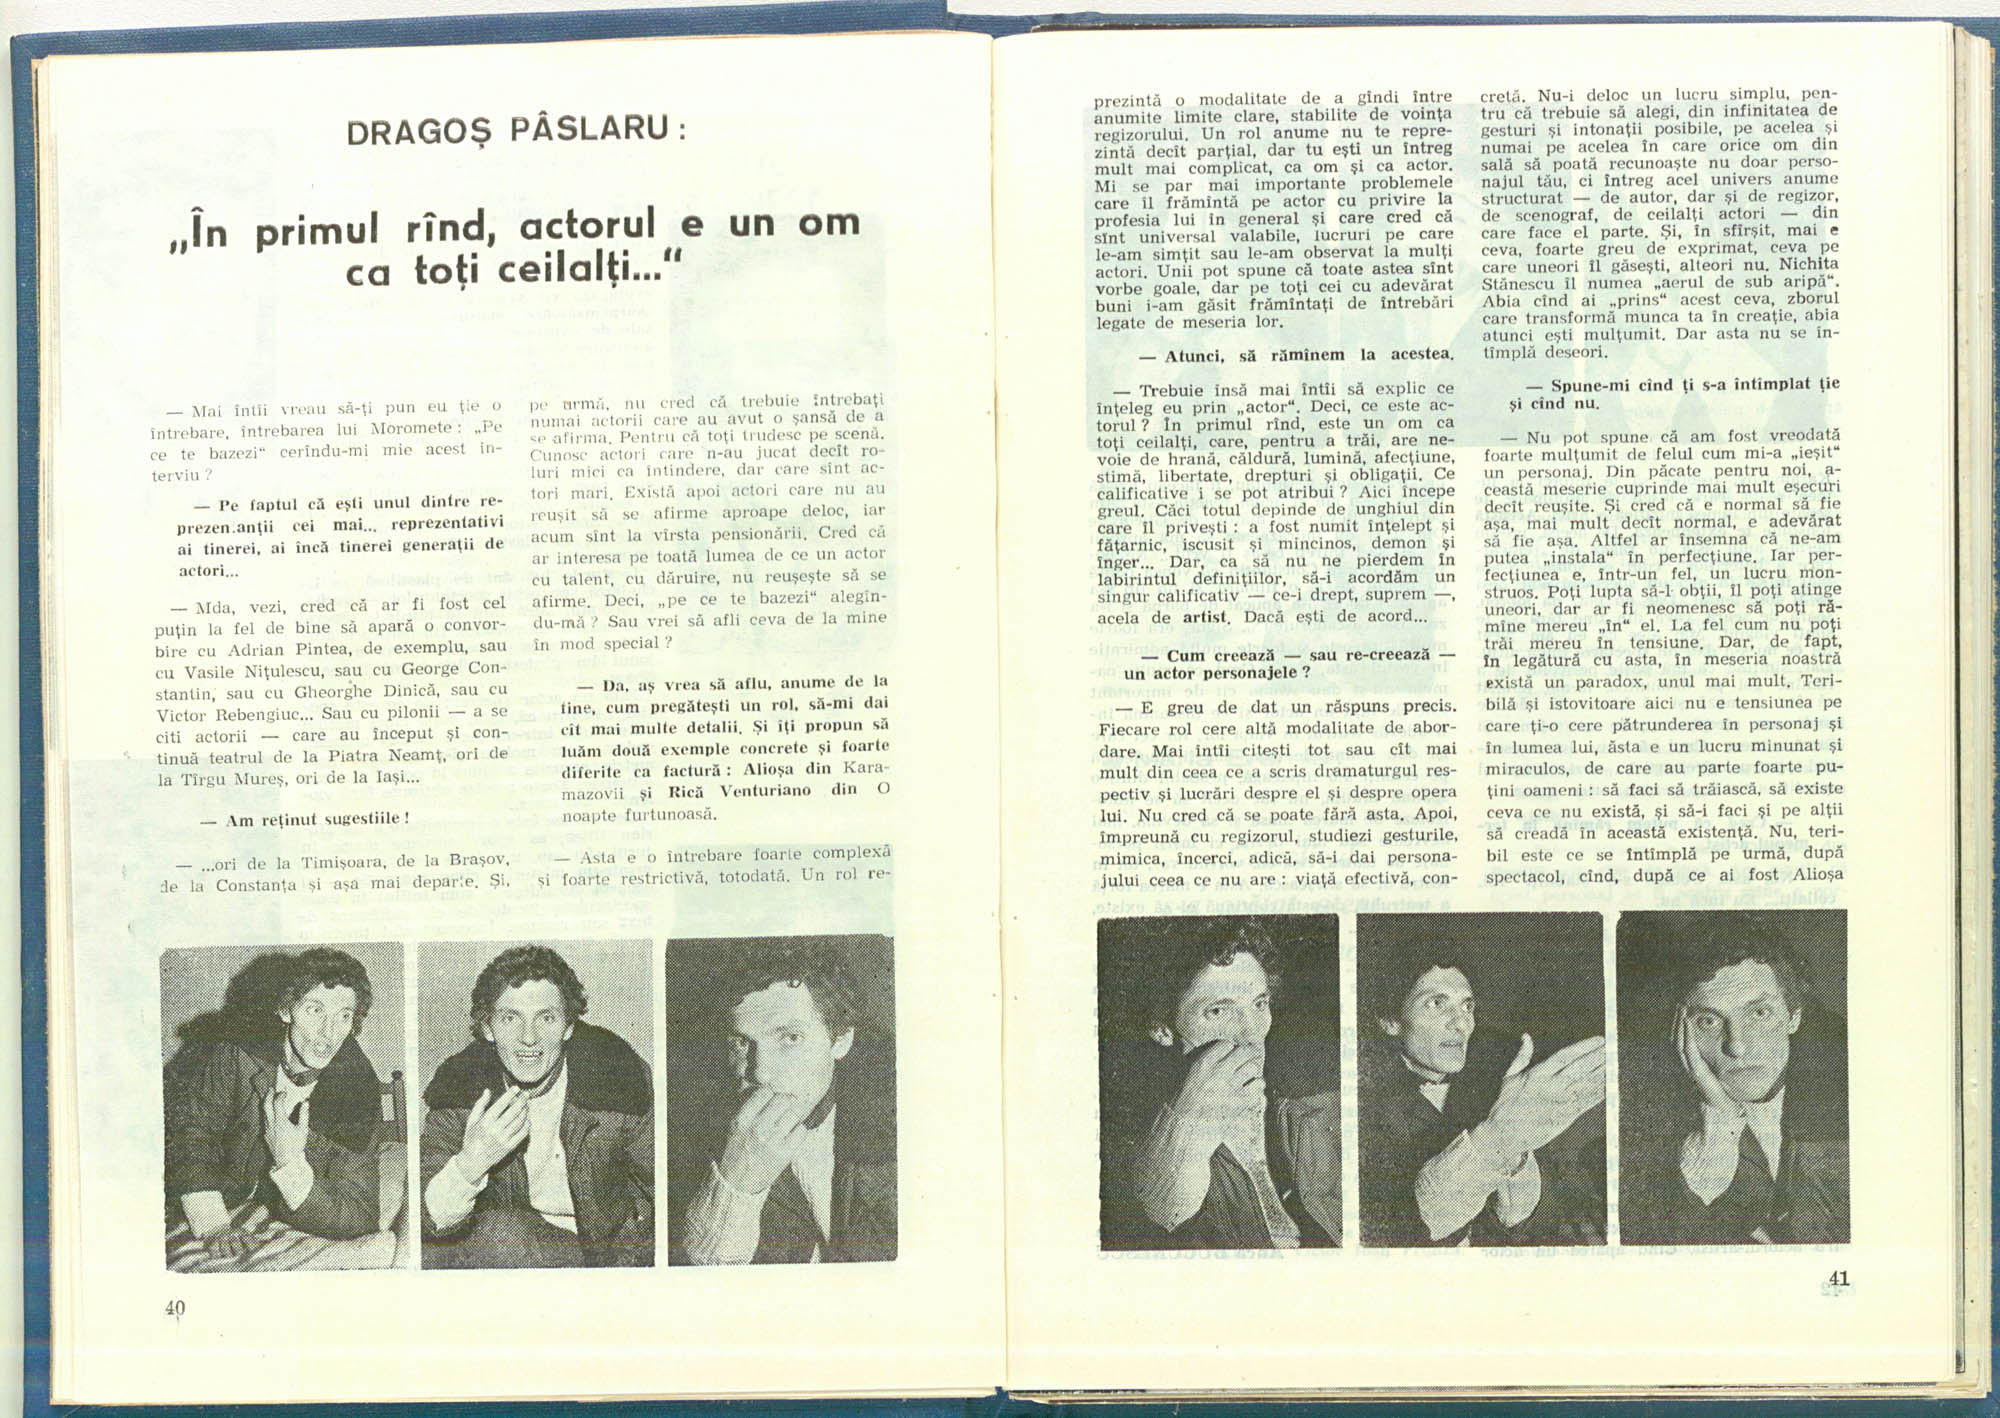 DRAGOȘ PÂSLARU :
„În primul rînd, actorul e un om
ca toți ceilalți...“
— Mai întîi vreau să-ți pun eu ție o
întrebare, întrebarea lui Moromete : „Pe
ce te bazezi“ cerîndu-mi mie acest in-
terviu ?
— Pe faptul că ești unul dintre re-
prezen.anții cei mai... reprezentativi
ai tinerei, ai încă tinerei generații de
actori...
— Mda, vezi, cred că ar fi fost cel
puțin la fel de bine să apară o convor-
bire cu Adrian Pintea, de exemplu, sau
cu Vasile Nițulescu, sau cu George Con-
stantin, sau cu Gheorghe Dinică, sau cu
Victor Rebengiuc... Sau cu pilonii — a se
citi actorii — care au început și con-
tinuă teatrul de la Piatra Neamț, ori de
la Tîrgu Mureș, ori de la Iași...
— Am reținut sugestiile !
— ...ori de la Timișoara, de la Brașov,
de la Constanța și așa mai departe. Și,
pe urmă, nu cred că trebuie întrebați
numai actorii care au avut o șansă de a
se afirma. Pentru că toți trudesc pe scenă.
Cunosc actori care n-au jucat decît ro-
luri mici ca întindere, dar care sînt ac-
tori mari. Există apoi actori care nu au
reușit să se afirme aproape deloc, iar
acum sînt la vîrsta pensionării. Cred că
ar interesa pe toată lumea de ce un actor
cu talent, cu dăruire, nu reușește să se
afirme. Deci, „pe ce te bazezi“ alegîn-
du-mă ? Sau vrei să afli ceva de la mine
în mod special ?
— Da, aș vrea să aflu, anume de la
tine, cum pregătești un rol, să-mi dai
cît mai multe detalii. Și îți propun să
luăm două exemple concrete și foarte
diferite ca factură : Alioșa din Kara-
mazovii și Rică Venturiano din O
noapte furtunoasă.
— Asta e o întrebare foarte complexă
și foarte restrictivă, totodată. Un rol re-
40
prezintă o modalitate de a gîndi între
anumite limite clare, stabilite de voința
regizorului. Un rol anume nu te repre-
zintă decît parțial, dar tu ești un întreg
mult mai complicat, ca om și ca actor.
Mi se par mai importante problemele
care îl frămîntă pe actor cu privire la
profesia lui în general și care cred că
sînt universal valabile, lucruri pe care
le-am simțit sau le-am observat la mulți
actori. Unii pot spune că toate astea sînt
vorbe goale, dar pe toți cei cu adevărat
buni i-am găsit frămîntați de întrebări
legate de meseria lor.
— Atunci, să rămînem la acestea.
— Trebuie însă mai întîi să explic ce
înțeleg eu prin „actor“. Deci, ce este ac-
torul ? În primul rînd, este un om ca
toți ceilalți, care, pentru a trăi, are ne-
voie de hrană, căldură, lumină, afecțiune,
stimă, libertate, drepturi și obligații. Ce
calificative i se pot atribui ? Aici începe
greul. Căci totul depinde de unghiul din
care îl privești : a fost numit înțelept și
fățarnic, iscusit și mincinos, demon și
înger... Dar, ca să nu ne pierdem în
labirintul definițiilor, să-i acordăm un
singur calificativ — ce-i drept, suprem —,
acela de artist. Dacă ești de acord...
— Cum creează — sau re-creează —
un actor personajele ?
— E greu de dat un răspuns precis.
Fiecare rol cere altă modalitate de abor-
dare. Mai întîi citești tot sau cît mai
mult din ceea ce a scris dramaturgul res-
pectiv și lucrări despre el și despre opera
lui. Nu cred că se poate fără asta. Apoi,
împreună cu regizorul, studiezi gesturile,
mimica, încerci, adică, să-i dai persona-
jului ceea ce nu are : viață efectivă, con-
cretă. Nu-i deloc un lucru simplu, pen-
tru că trebuie să alegi, din infinitatea de
gesturi și intonații posibile, pe acelea și
numai pe acelea în care orice om din
sală să poată recunoaște nu doar perso-
najul tău, ci întreg acel univers anume
structurat — de autor, dar și de regizor,
de scenograf, de ceilalți actori — din
care face el parte. Și, în sfîrșit, mai e
ceva, foarte greu de exprimat, ceva pe
care uneori îl găsești, alteori nu. Nichita
Stănescu îl numea „aerul de sub aripă“.
Abia cînd ai „prins“ acest ceva, zborul
care transformă munca ta în creație, abia
atunci ești mulțumit. Dar asta nu se în-
tîmplă deseori.
— Spune-mi cînd ți s-a întîmplat ție
și cînd nu.
— Nu pot spune că am fost vreodată
foarte mulțumit de felul cum mi-a „ieșit“
un personaj. Din păcate pentru noi, a-
ceastă meserie cuprinde mai mult eșecuri
decît reușite. Și cred că e normal să fie
așa, mai mult decît normal, e adevărat
să fie așa. Altfel ar însemna că ne-am
putea „instala“ în perfecțiune. Iar per-
fecțiunea e, într-un fel, un lucru mon-
struos. Poți lupta să-l obții, îl poți atinge
uneori, dar ar fi neomenesc să poți ră-
mîne mereu „în“ el. La fel cum nu poți
trăi mereu în tensiune. Dar, de fapt,
în legătură cu asta, în meseria noastră
există un paradox, unul mai mult. Teri-
bilă și istovitoare aici nu e tensiunea pe
care ți-o cere pătrunderea în personaj și
în lumea lui, ăsta e un lucru minunat și
miraculos, de care au parte foarte pu-
țini oameni : să faci să trăiască, să existe
ceva ce nu există, și să-i faci și pe alții
să creadă în această existență. Nu, teri-
bil este ce se întîmplă pe urmă, după
spectacol, cînd, după ce ai fost Alioșa
41